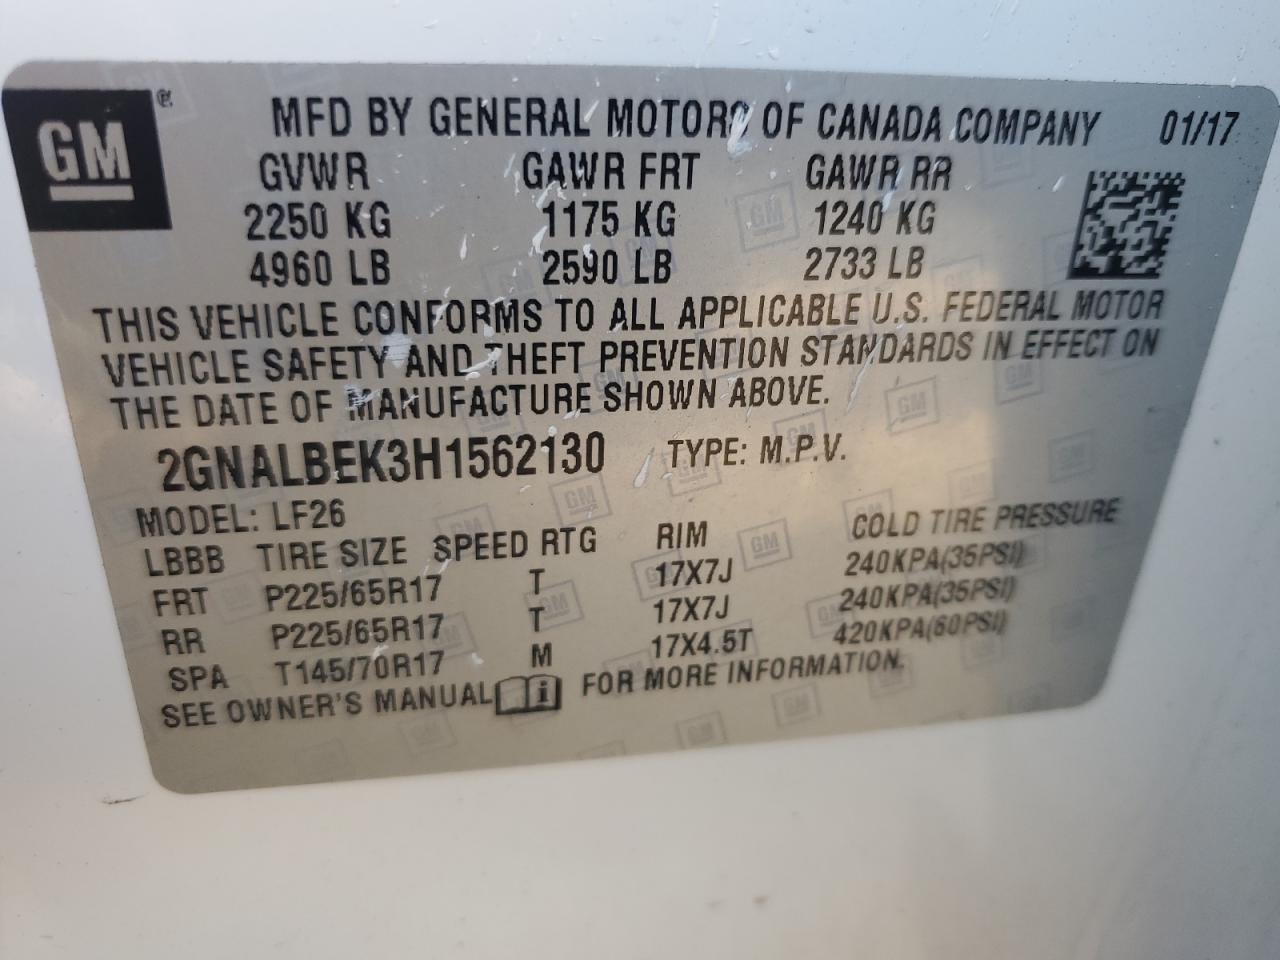 GM
MFD BY GENERAL MOTORS OF CANADA COMPANY 01/17
GVWR GAWR FRT GAWR RR
2250 KG 1175 KG 1240 KG
4960 LB 2590 LB 2733 LB
THIS VEHICLE CONFORMS TO ALL APPLICABLE U.S. FEDERAL MOTOR
VEHICLE SAFETY AND THEFT PREVENTION STANDARDS IN EFFECT ON
THE DATE OF MANUFACTURE SHOWN ABOVE.
2GNALBEK3H1562130 TYPE: M.P.V.
MODEL: LF26
LBBB TIRE SIZE SPEED RTG RIM COLD TIRE PRESSURE
FRT P225/65R17 T 17X7J 240KPA(35PSI)
RR P225/65R17 T 17X7J 240KPA(35PSI)
SPA T145/70R17 M 17X4.5T 420KPA(60PSI)
SEE OWNER'S MANUAL FOR MORE INFORMATION.